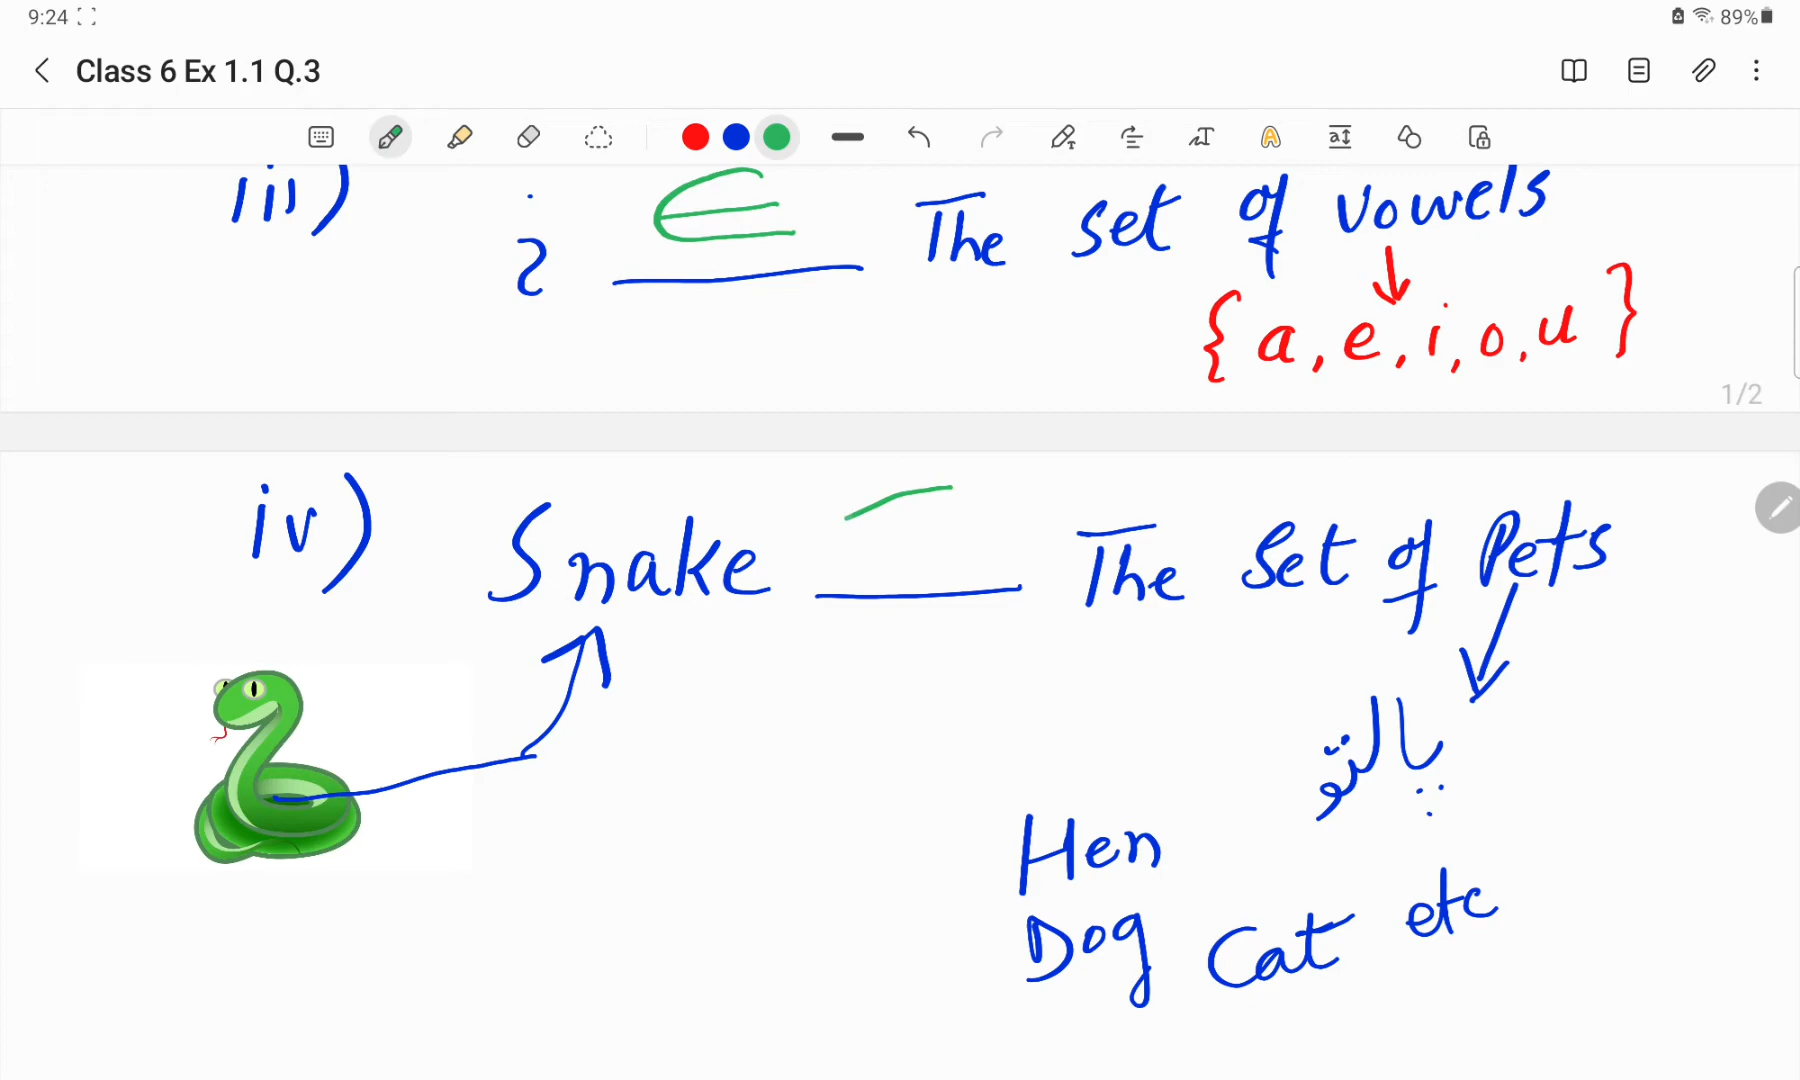 9:24 89%
Class 6 Ex 1.1 Q.3
iii) i ∈ The set of vowels
{ a, e, i, o, u }
1/2
iv) Snake ____ The Set of Pets
پالتو
Hen
Dog Cat etc